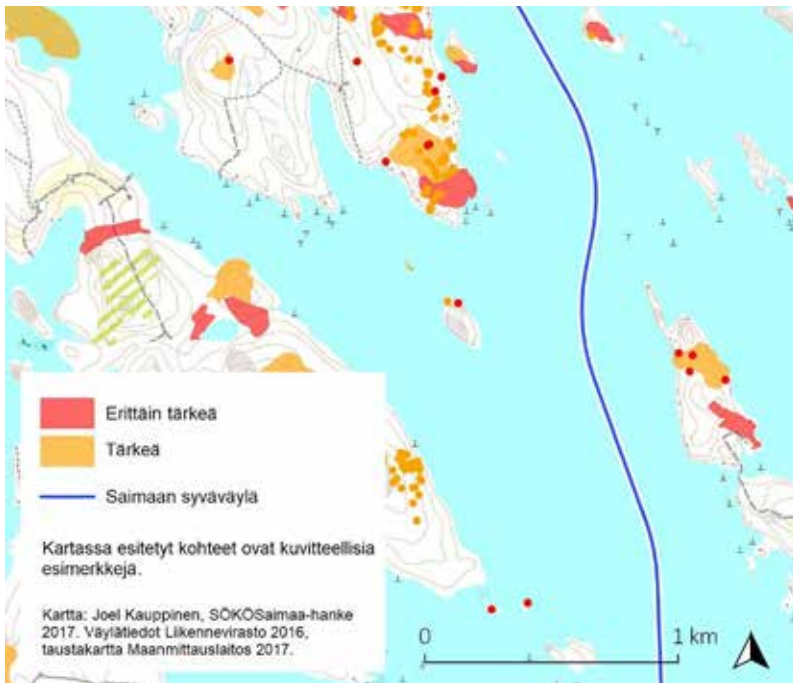 Erittäin tärkeä
Tärkeä
Saimaan syväväylä
Kartassa esitetyt kohteet ovat kuvitteellisia
esimerkkejä.
Kartta: Joel Kauppinen, SÖKÖSaimaa-hanke
2017. Väylätiedot Liikennevirasto 2016,
taustakartta Maanmittauslaitos 2017.
0 1 km